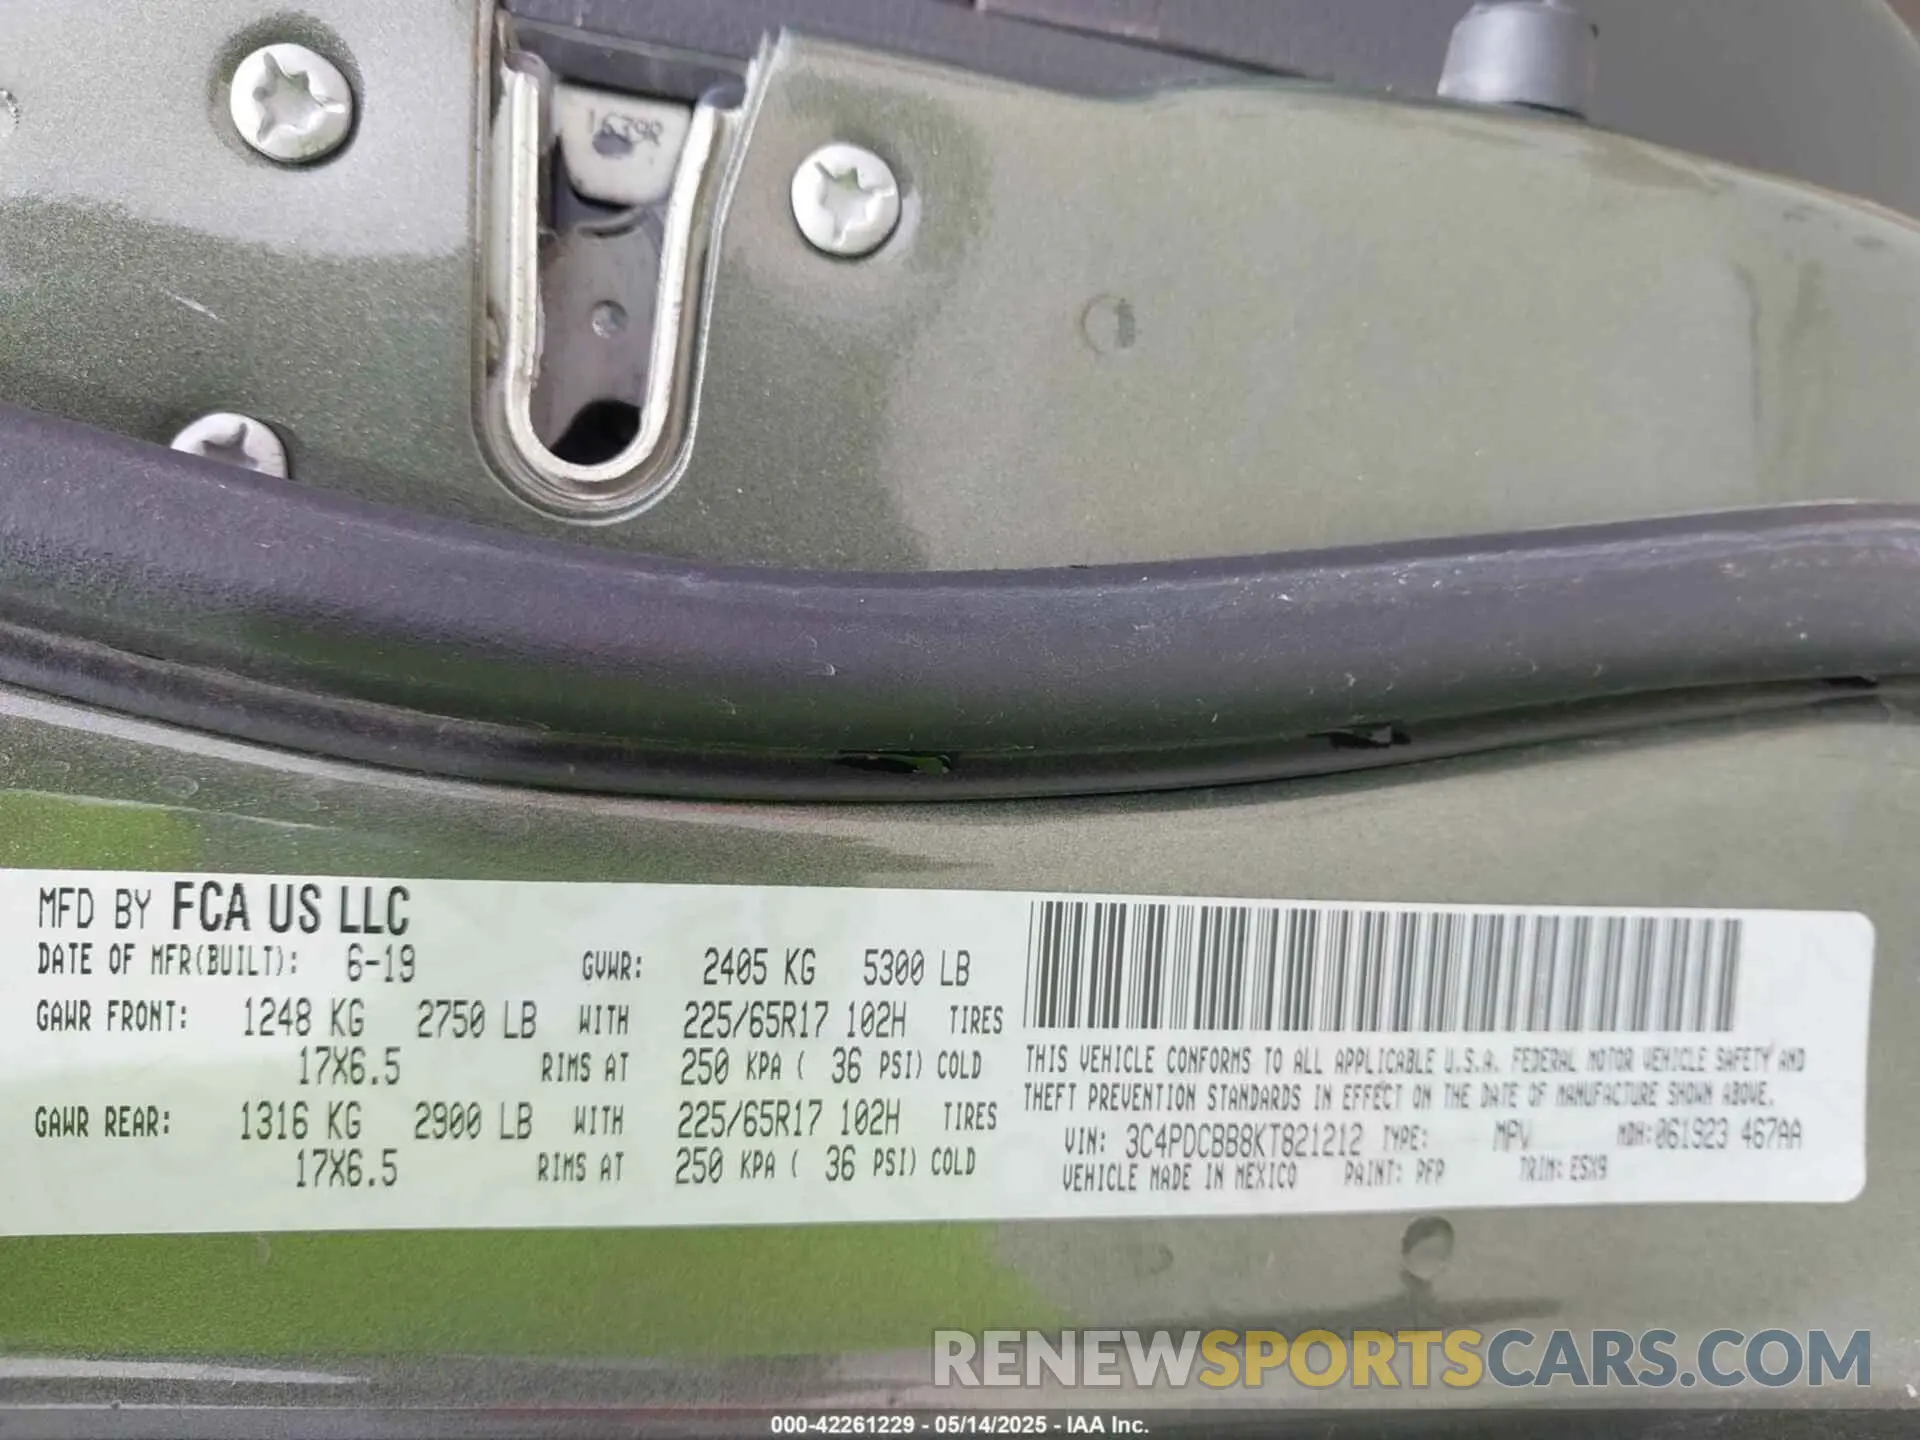 1639R
MFD BY FCA US LLC
DATE OF MFR(BUILT): 6-19 GVWR: 2405 KG 5300 LB
GAWR FRONT: 1248 KG 2750 LB WITH 225/65R17 102H TIRES
17X6.5 RIMS AT 250 KPA ( 36 PSI) COLD
GAWR REAR: 1316 KG 2900 LB WITH 225/65R17 102H TIRES
17X6.5 RIMS AT 250 KPA ( 36 PSI) COLD
THIS VEHICLE CONFORMS TO ALL APPLICABLE U.S.A. FEDERAL MOTOR VEHICLE SAFETY AND
THEFT PREVENTION STANDARDS IN EFFECT ON THE DATE OF MANUFACTURE SHOWN ABOVE.
VIN: 3C4PDCBB8KT821212 TYPE: MPV MDH:061923 467AA
VEHICLE MADE IN MEXICO PAINT: PFP TRIM: ESX9
RENEWSPORTSCARS.COM
000-42261229 - 05/14/2025 - IAA Inc.